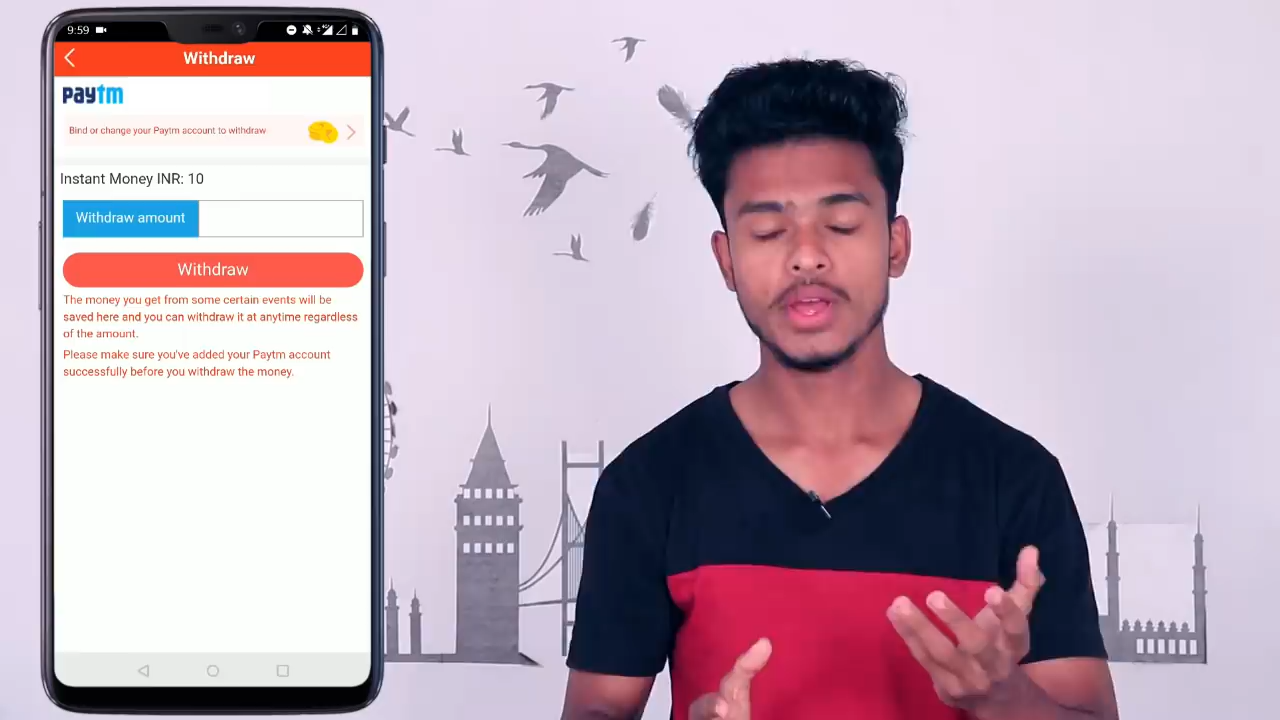 9:59
Withdraw
paytm
Bind or change your Paytm account to withdraw
Instant Money INR: 10
Withdraw amount
Withdraw
The money you get from some certain events will be
saved here and you can withdraw it at anytime regardless
of the amount.
Please make sure you've added your Paytm account
successfully before you withdraw the money.